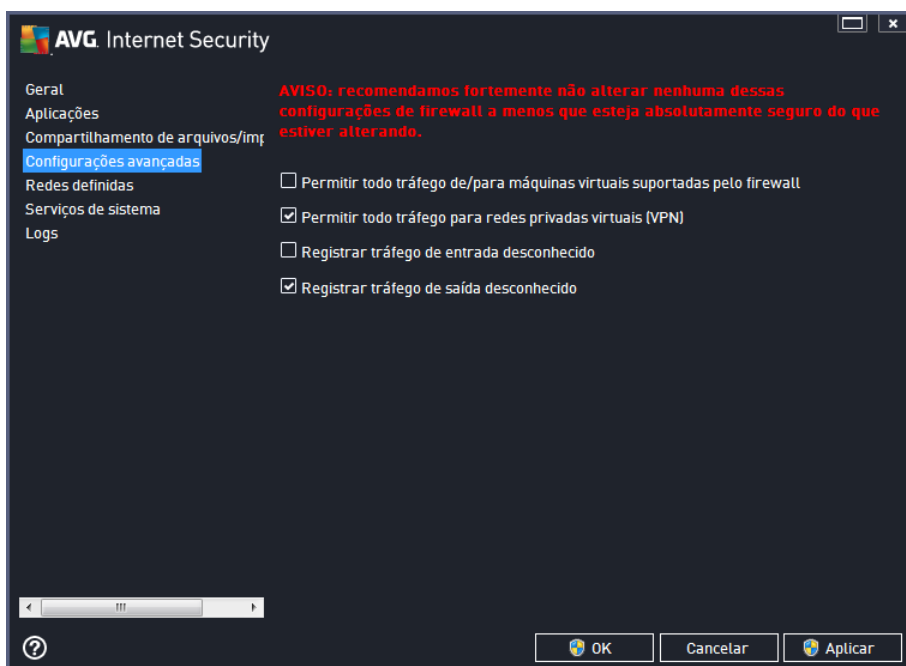 AVG. Internet Security
Geral
Aplicações
Compartilhamento de arquivos/imp
Configurações avançadas
Redes definidas
Serviços de sistema
Logs
AVISO: recomendamos fortemente não alterar nenhuma dessas
configurações de firewall a menos que esteja absolutamente seguro do que
estiver alterando.
Permitir todo tráfego de/para máquinas virtuais suportadas pelo firewall
Permitir todo tráfego para redes privadas virtuais (VPN)
Registrar tráfego de entrada desconhecido
Registrar tráfego de saída desconhecido
OK
Cancelar
Aplicar